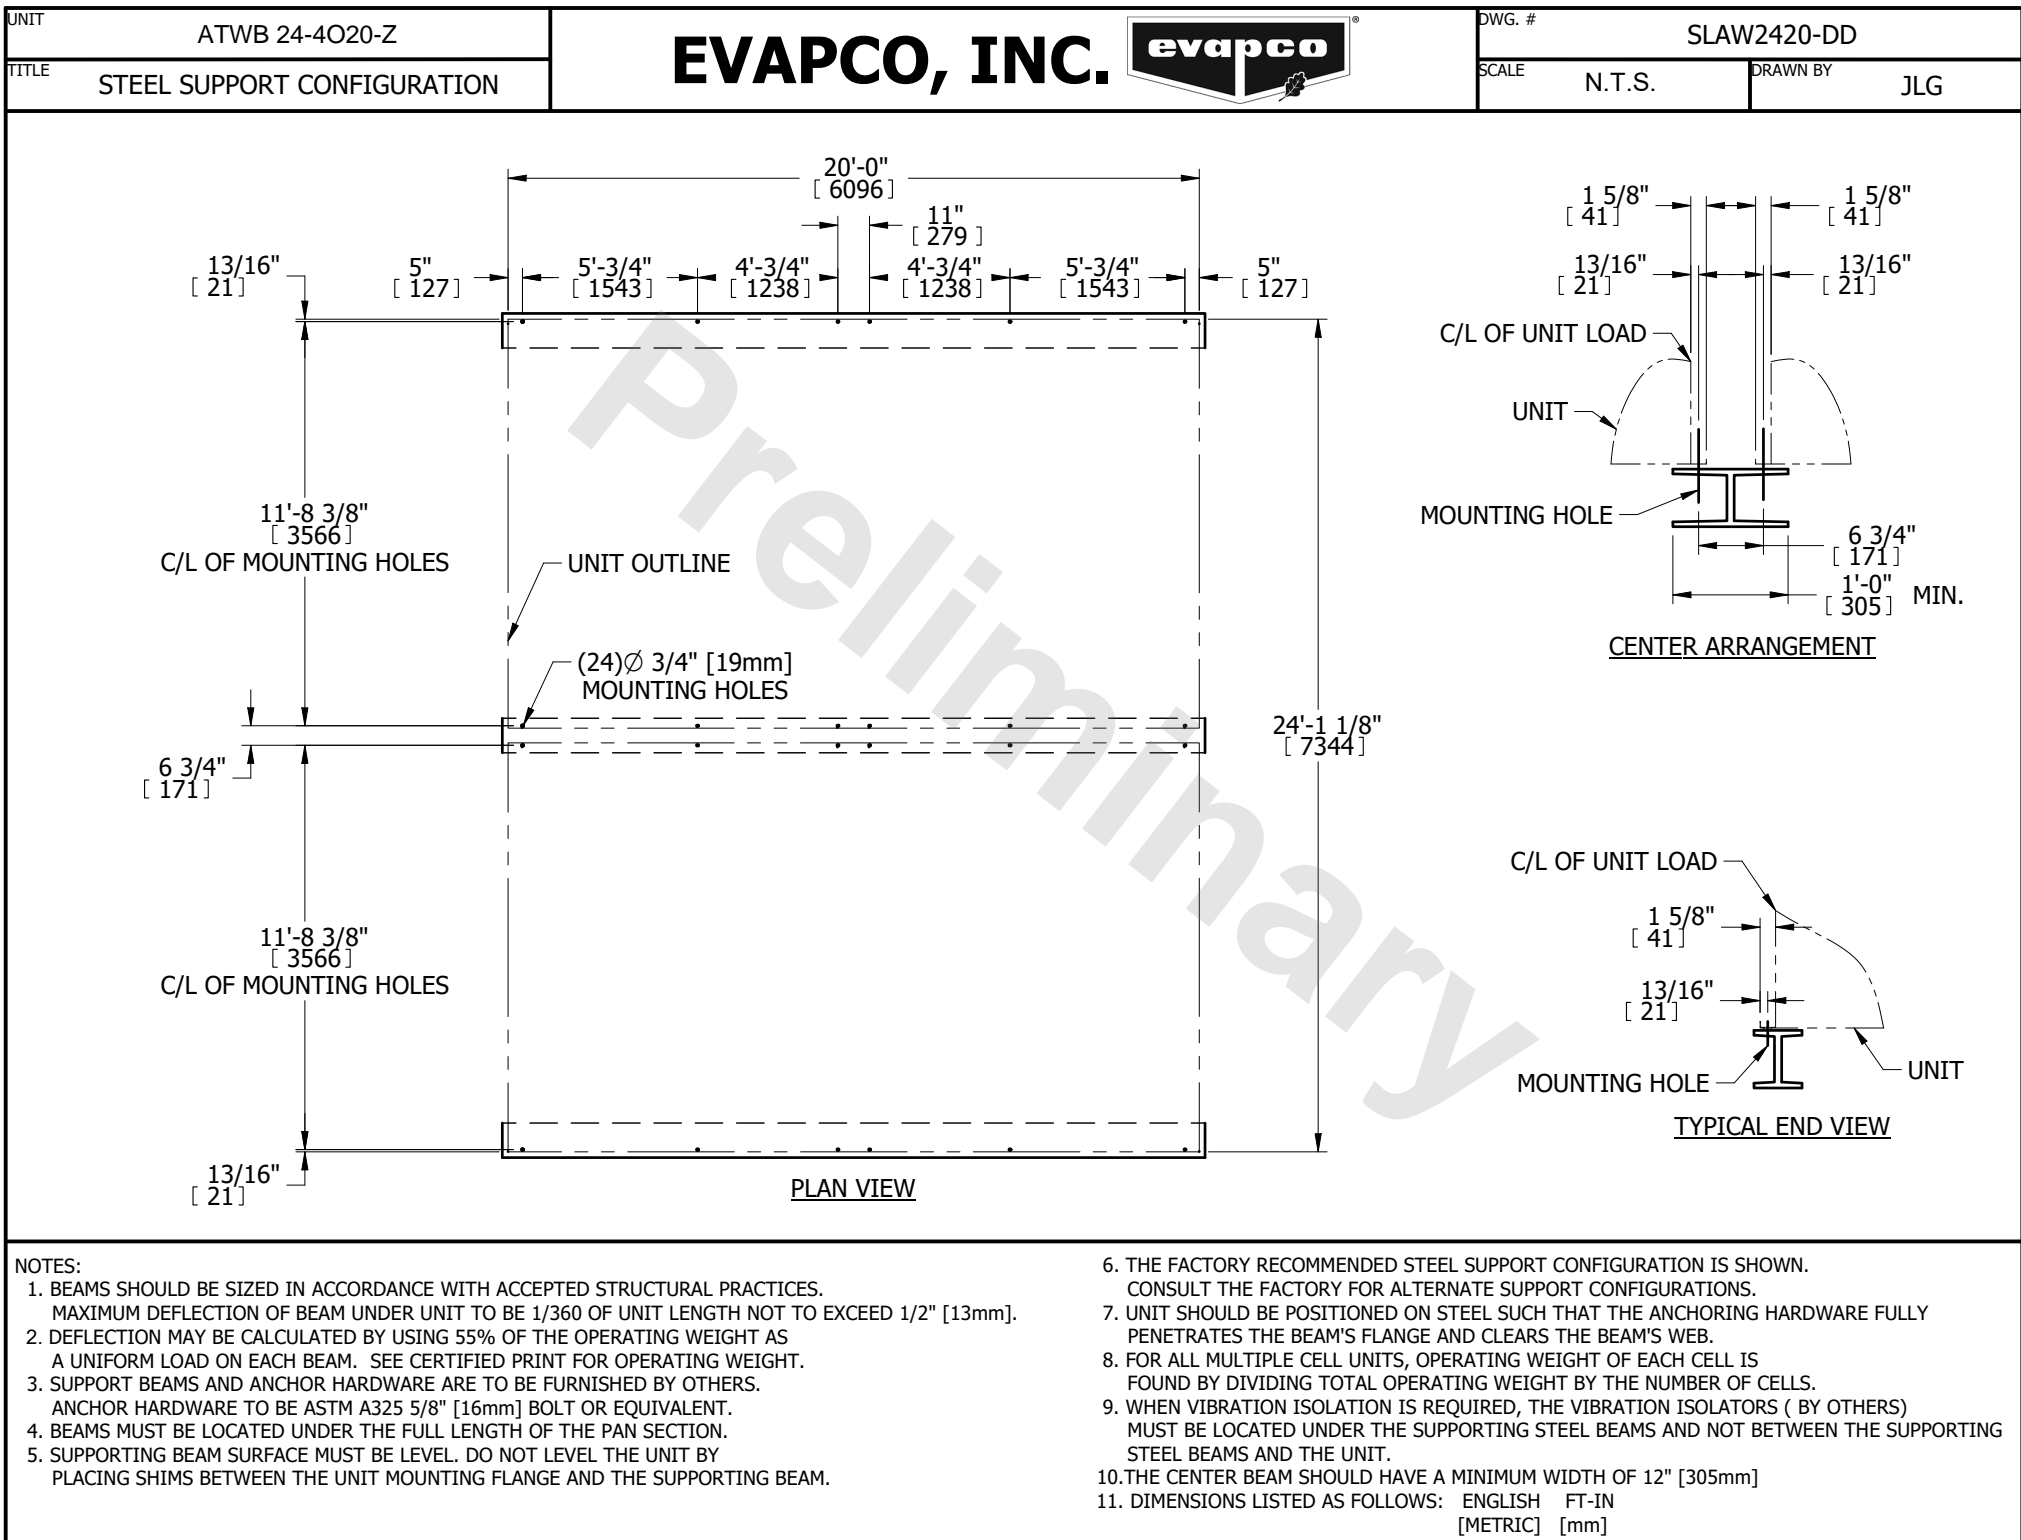 UNIT
ATWB 24-4O20-Z
TITLE
STEEL SUPPORT CONFIGURATION
EVAPCO, INC.
evapco
®
DWG. #
SLAW2420-DD
SCALE
N.T.S.
DRAWN BY
JLG
20'-0"
[ 6096 ]
11"
[ 279 ]
13/16"
[ 21 ]
5"
[ 127 ]
5'-3/4"
[ 1543 ]
4'-3/4"
[ 1238 ]
4'-3/4"
[ 1238 ]
5'-3/4"
[ 1543 ]
5"
[ 127 ]
11'-8 3/8"
[ 3566 ]
C/L OF MOUNTING HOLES
UNIT OUTLINE
(24)Ø 3/4" [19mm]
MOUNTING HOLES
6 3/4"
[ 171 ]
24'-1 1/8"
[ 7344 ]
11'-8 3/8"
[ 3566 ]
C/L OF MOUNTING HOLES
13/16"
[ 21 ]
PLAN VIEW
Preliminary
1 5/8"
[ 41 ]
1 5/8"
[ 41 ]
13/16"
[ 21 ]
13/16"
[ 21 ]
C/L OF UNIT LOAD
UNIT
MOUNTING HOLE
6 3/4"
[ 171 ]
1'-0"
[ 305 ]
MIN.
CENTER ARRANGEMENT
C/L OF UNIT LOAD
1 5/8"
[ 41 ]
13/16"
[ 21 ]
MOUNTING HOLE
UNIT
TYPICAL END VIEW
NOTES:
1. BEAMS SHOULD BE SIZED IN ACCORDANCE WITH ACCEPTED STRUCTURAL PRACTICES.
MAXIMUM DEFLECTION OF BEAM UNDER UNIT TO BE 1/360 OF UNIT LENGTH NOT TO EXCEED 1/2" [13mm].
2. DEFLECTION MAY BE CALCULATED BY USING 55% OF THE OPERATING WEIGHT AS
A UNIFORM LOAD ON EACH BEAM. SEE CERTIFIED PRINT FOR OPERATING WEIGHT.
3. SUPPORT BEAMS AND ANCHOR HARDWARE ARE TO BE FURNISHED BY OTHERS.
ANCHOR HARDWARE TO BE ASTM A325 5/8" [16mm] BOLT OR EQUIVALENT.
4. BEAMS MUST BE LOCATED UNDER THE FULL LENGTH OF THE PAN SECTION.
5. SUPPORTING BEAM SURFACE MUST BE LEVEL. DO NOT LEVEL THE UNIT BY
PLACING SHIMS BETWEEN THE UNIT MOUNTING FLANGE AND THE SUPPORTING BEAM.
6. THE FACTORY RECOMMENDED STEEL SUPPORT CONFIGURATION IS SHOWN.
CONSULT THE FACTORY FOR ALTERNATE SUPPORT CONFIGURATIONS.
7. UNIT SHOULD BE POSITIONED ON STEEL SUCH THAT THE ANCHORING HARDWARE FULLY
PENETRATES THE BEAM'S FLANGE AND CLEARS THE BEAM'S WEB.
8. FOR ALL MULTIPLE CELL UNITS, OPERATING WEIGHT OF EACH CELL IS
FOUND BY DIVIDING TOTAL OPERATING WEIGHT BY THE NUMBER OF CELLS.
9. WHEN VIBRATION ISOLATION IS REQUIRED, THE VIBRATION ISOLATORS ( BY OTHERS)
MUST BE LOCATED UNDER THE SUPPORTING STEEL BEAMS AND NOT BETWEEN THE SUPPORTING
STEEL BEAMS AND THE UNIT.
10.THE CENTER BEAM SHOULD HAVE A MINIMUM WIDTH OF 12" [305mm]
11. DIMENSIONS LISTED AS FOLLOWS: ENGLISH FT-IN
[METRIC] [mm]